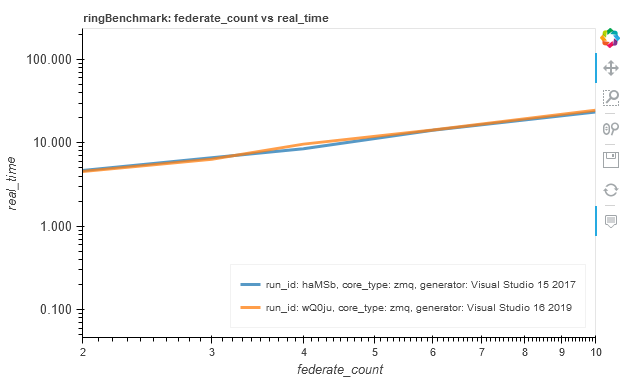 ringBenchmark: federate_count vs real_time
100.000
10.000
1.000
0.100
real_time
run_id: haMSb, core_type: zmq, generator: Visual Studio 15 2017
run_id: wQ0ju, core_type: zmq, generator: Visual Studio 16 2019
2 3 4 5 6 7 8 9 10
federate_count